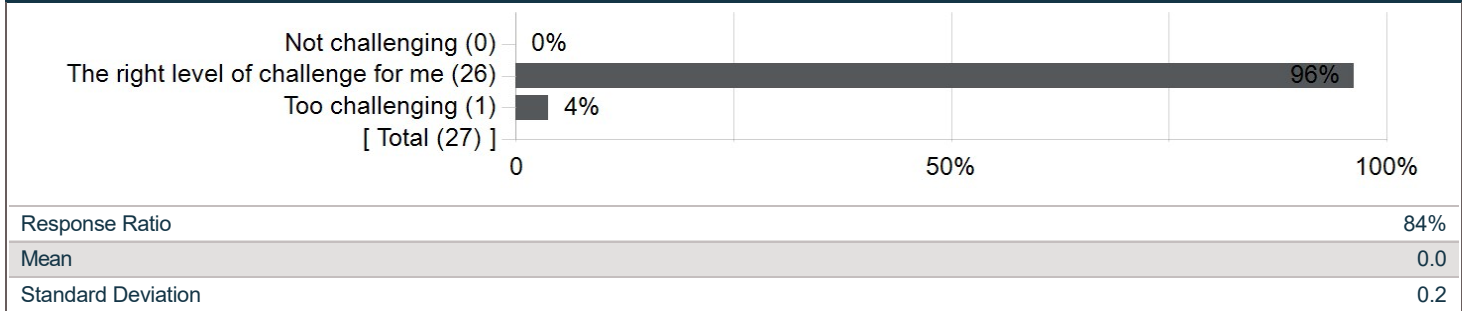 Not challenging (0) 0%
The right level of challenge for me (26) 96%
Too challenging (1) 4%
[ Total (27) ]
0 50% 100%
Response Ratio 84%
Mean 0.0
Standard Deviation 0.2